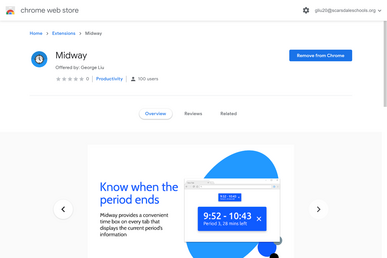 chrome web store
gliu20@scarsdaleschools.org
Home
Extensions
Midway
Midway
Offered by: George Liu
0
Productivity
100 users
Remove from Chrome
Overview
Reviews
Related
Know when the
period ends
Midway provides a convenient
time box on every tab that
displays the current period's
information
9:52 - 10:43
9:52 - 10:43
Period 3, 28 mins left